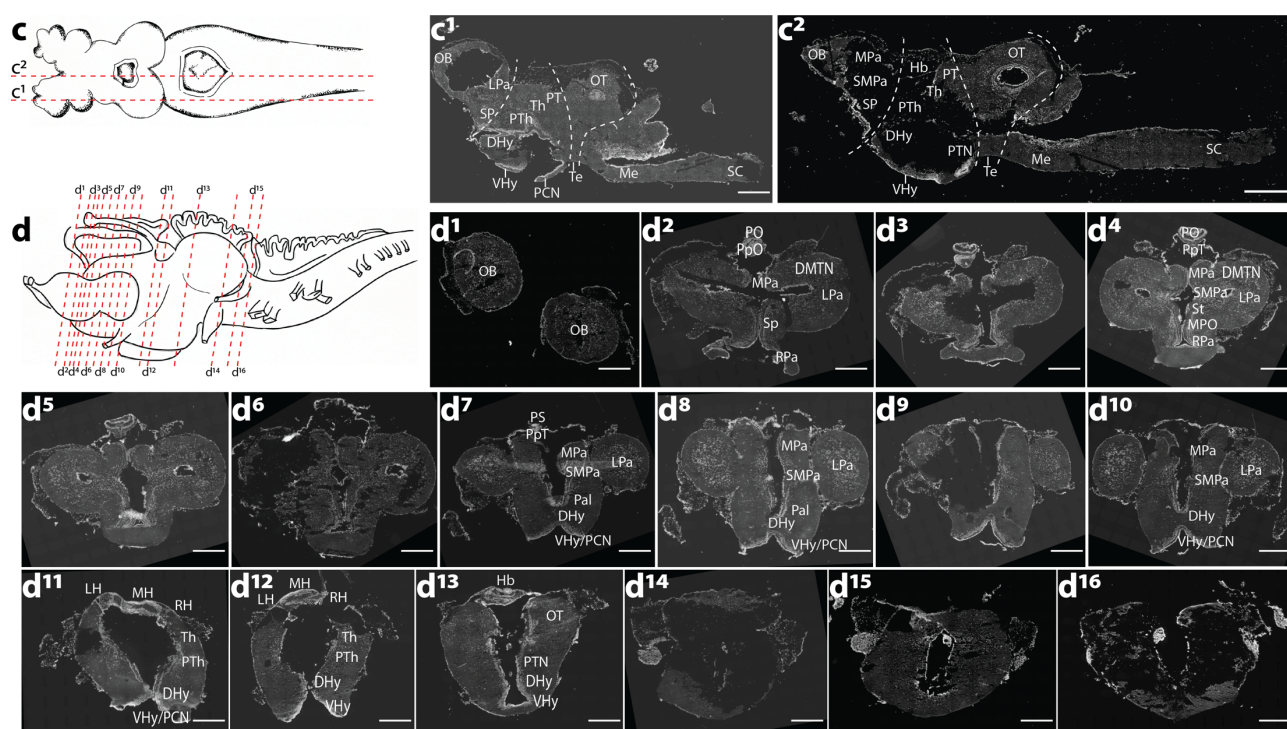 c
c²
c¹
c¹
OB
LPa
OT
PT
Th
SP
PTh
DHy
VHy
PCN
Te
Me
SC
c²
OB
MPa
Hb
OT
SMPa
PT
Th
SP
PTh
DHy
PTN
VHy
Te
Me
SC
d
d¹ d³ d⁵ d⁷ d⁹ d¹¹ d¹³ d¹⁵
d² d⁴ d⁶ d⁸ d¹⁰ d¹² d¹⁴ d¹⁶
d¹
OB
OB
d²
PO
PpO
DMTN
MPa
LPa
Sp
RPa
d³
d⁴
PO
PpT
MPa DMTN
SMPa LPa
St
MPO
RPa
d⁵
d⁶
d⁷
PS
PpT
MPa
SMPa LPa
Pal
DHy
VHy/PCN
d⁸
MPa
LPa
SMPa
Pal
DHy
VHy/PCN
d⁹
d¹⁰
MPa
LPa
SMPa
DHy
VHy/PCN
d¹¹
LH MH
RH
Th
PTh
DHy
VHy/PCN
d¹²
MH
LH RH
Th
PTh
DHy
VHy
d¹³
Hb
OT
PTN
DHy
VHy
d¹⁴
d¹⁵
d¹⁶